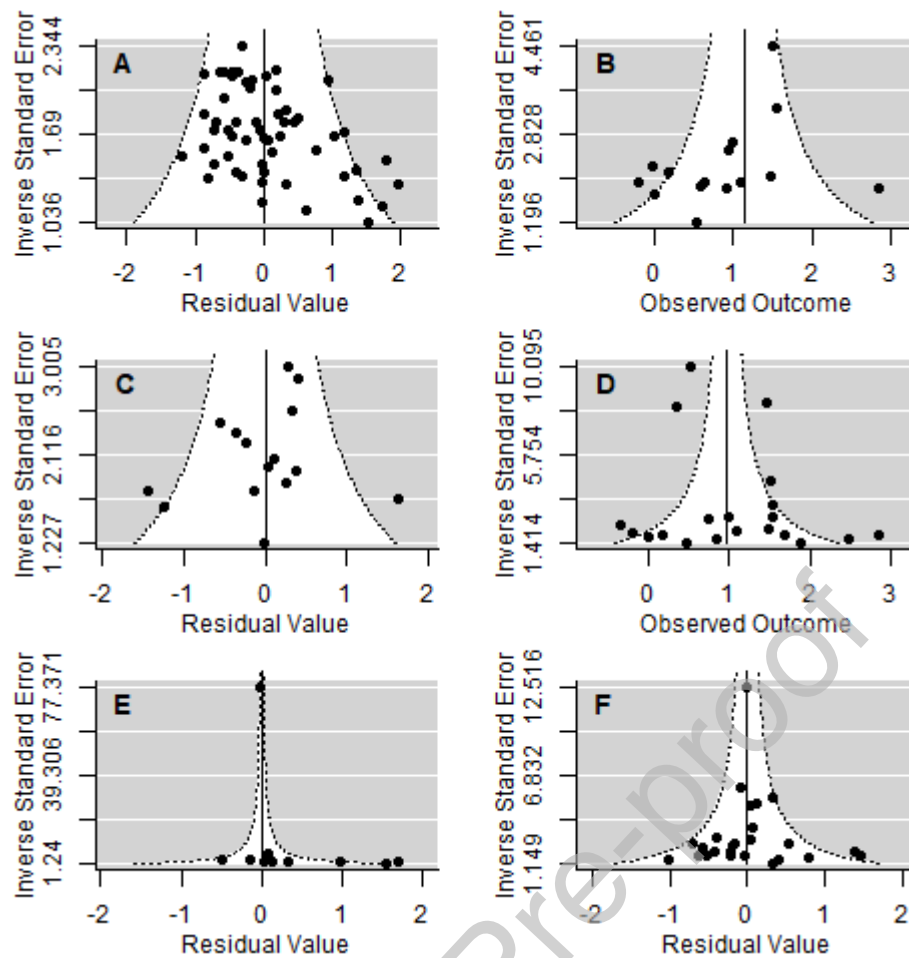 A
Inverse Standard Error
2.344
1.69
1.036
-2 -1 0 1 2
Residual Value
B
Inverse Standard Error
4.461
2.828
1.196
0 1 2 3
Observed Outcome
C
Inverse Standard Error
3.005
2.116
1.227
-2 -1 0 1 2
Residual Value
D
Inverse Standard Error
10.095
5.754
1.414
0 1 2 3
Observed Outcome
E
Inverse Standard Error
77.371
39.306
1.24
-2 -1 0 1 2
Residual Value
F
Inverse Standard Error
12.516
6.832
1.149
-2 -1 0 1 2
Residual Value
Pre-proof